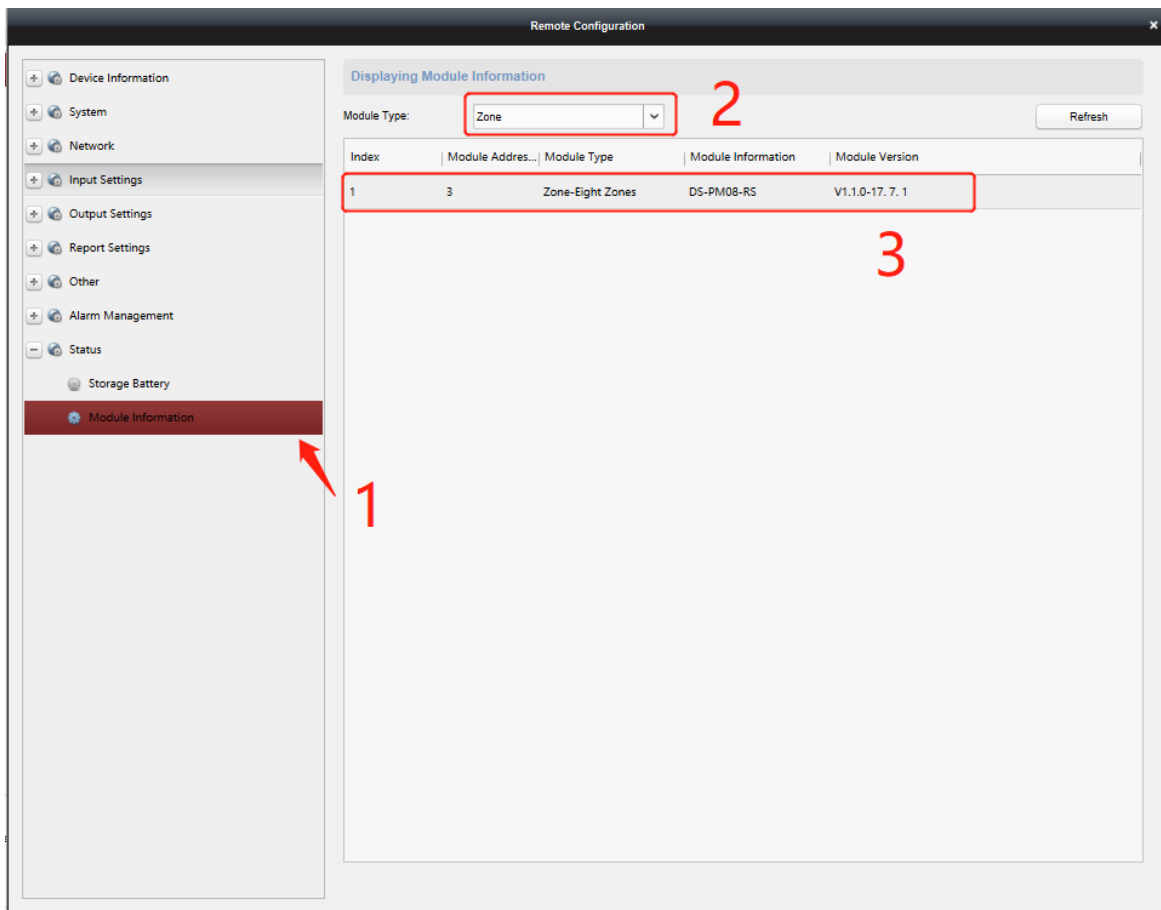 Remote Configuration
Device Information
System
Network
Input Settings
Output Settings
Report Settings
Other
Alarm Management
Status
Storage Battery
Module Information
1
Displaying Module Information
Module Type:
Zone
2
Refresh
Index Module Addres... Module Type Module Information Module Version
1 3 Zone-Eight Zones DS-PM08-RS V1.1.0-17. 7. 1
3